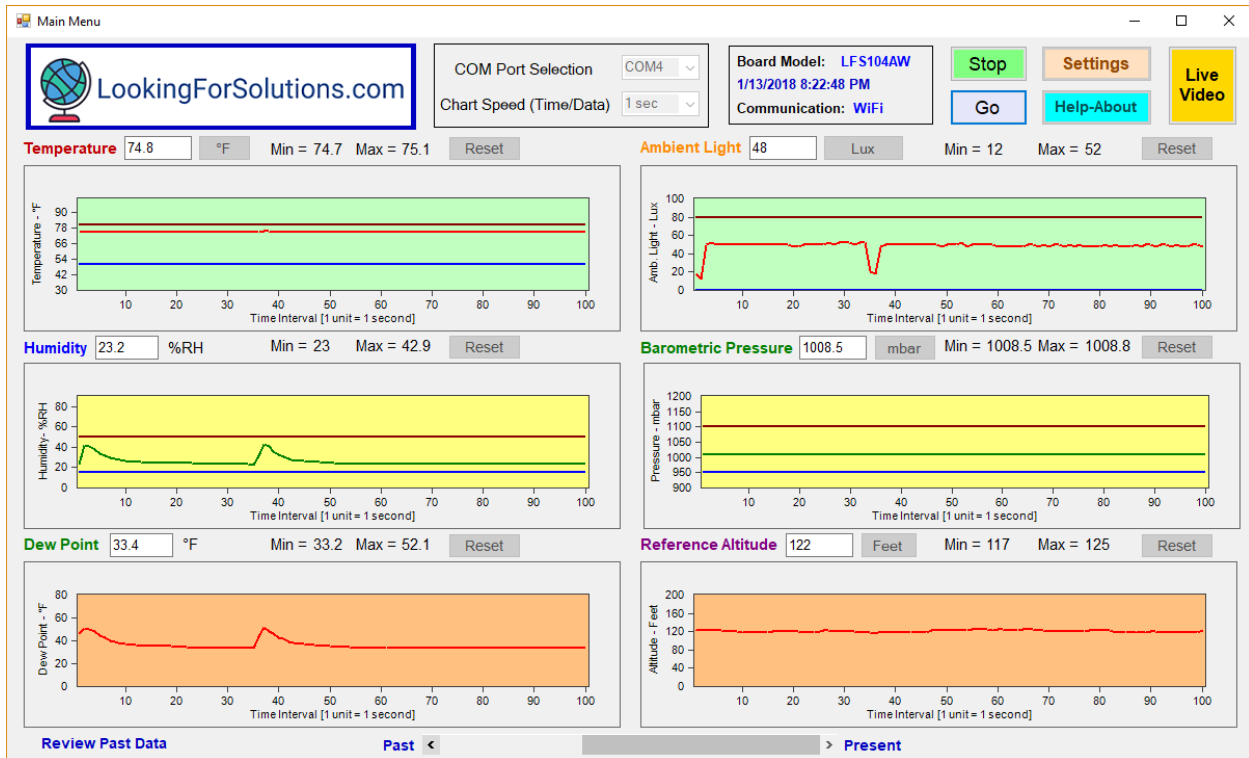 Main Menu
LookingForSolutions.com
COM Port Selection COM4
Chart Speed (Time/Data) 1 sec
Board Model: LFS104AW
1/13/2018 8:22:48 PM
Communication: WiFi
Stop
Go
Settings
Help-About
Live
Video
Temperature 74.8 °F Min = 74.7 Max = 75.1 Reset
Temperature - °F
90
78
66
54
42
30
10 20 30 40 50 60 70 80 90 100
Time Interval [1 unit = 1 second]
Ambient Light 48 Lux Min = 12 Max = 52 Reset
Amb. Light - Lux
100
80
60
40
20
0
10 20 30 40 50 60 70 80 90 100
Time Interval [1 unit = 1 second]
Humidity 23.2 %RH Min = 23 Max = 42.9 Reset
Humidity- %RH
80
60
40
20
0
10 20 30 40 50 60 70 80 90 100
Time Interval [1 unit = 1 second]
Barometric Pressure 1008.5 mbar Min = 1008.5 Max = 1008.8 Reset
Pressure - mbar
1200
1150
1100
1050
1000
950
900
10 20 30 40 50 60 70 80 90 100
Time Interval [1 unit = 1 second]
Dew Point 33.4 °F Min = 33.2 Max = 52.1 Reset
Dew Point - °F
80
60
40
20
0
10 20 30 40 50 60 70 80 90 100
Time Interval [1 unit = 1 second]
Reference Altitude 122 Feet Min = 117 Max = 125 Reset
Altitude - Feet
200
160
120
80
40
0
10 20 30 40 50 60 70 80 90 100
Time Interval [1 unit = 1 second]
Review Past Data Past < > Present